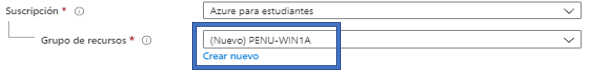 Suscripción * Azure para estudiantes
Grupo de recursos * (Nuevo) PENU-WIN1A
Crear nuevo